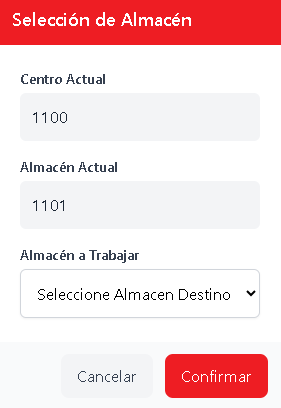 Selección de Almacén
Centro Actual
1100
Almacén Actual
1101
Almacén a Trabajar
Seleccione Almacen Destino
Cancelar
Confirmar